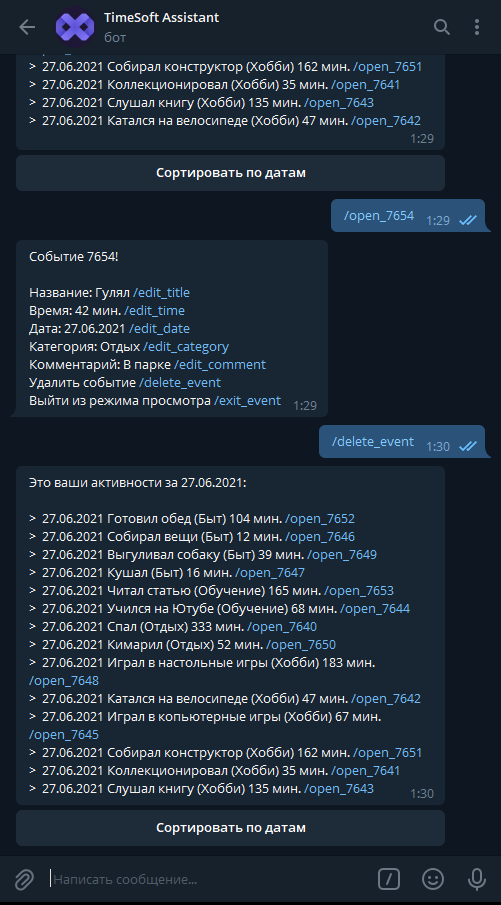 TimeSoft Assistant
бот
> 27.06.2021 Собирал конструктор (Хобби) 162 мин. /open_7651
> 27.06.2021 Коллекционировал (Хобби) 35 мин. /open_7641
> 27.06.2021 Слушал книгу (Хобби) 135 мин. /open_7643
> 27.06.2021 Катался на велосипеде (Хобби) 47 мин. /open_7642
1:29
Сортировать по датам
/open_7654 1:29
Событие 7654!
Название: Гулял /edit_title
Время: 42 мин. /edit_time
Дата: 27.06.2021 /edit_date
Категория: Отдых /edit_category
Комментарий: В парке /edit_comment
Удалить событие /delete_event
Выйти из режима просмотра /exit_event 1:29
/delete_event 1:30
Это ваши активности за 27.06.2021:
> 27.06.2021 Готовил обед (Быт) 104 мин. /open_7652
> 27.06.2021 Собирал вещи (Быт) 12 мин. /open_7646
> 27.06.2021 Выгуливал собаку (Быт) 39 мин. /open_7649
> 27.06.2021 Кушал (Быт) 16 мин. /open_7647
> 27.06.2021 Читал статью (Обучение) 165 мин. /open_7653
> 27.06.2021 Учился на Ютубе (Обучение) 68 мин. /open_7644
> 27.06.2021 Спал (Отдых) 333 мин. /open_7640
> 27.06.2021 Кимарил (Отдых) 52 мин. /open_7650
> 27.06.2021 Играл в настольные игры (Хобби) 183 мин.
/open_7648
> 27.06.2021 Катался на велосипеде (Хобби) 47 мин. /open_7642
> 27.06.2021 Играл в копьютерные игры (Хобби) 67 мин.
/open_7645
> 27.06.2021 Собирал конструктор (Хобби) 162 мин. /open_7651
> 27.06.2021 Коллекционировал (Хобби) 35 мин. /open_7641
> 27.06.2021 Слушал книгу (Хобби) 135 мин. /open_7643
1:30
Сортировать по датам
Написать сообщение...